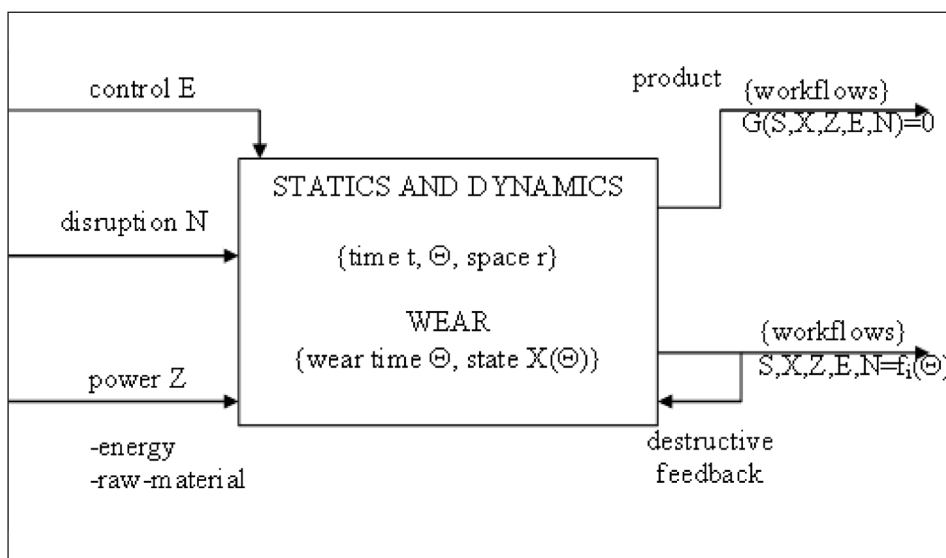 control E
product
{workflows}
G(S,X,Z,E,N)=0
STATICS AND DYNAMICS
disruption N
{time t, Θ, space r}
WEAR
{wear time Θ, state X(Θ)}
{workflows}
S,X,Z,E,N=fᵢ(Θ)
power Z
-energy
-raw-material
destructive
feedback